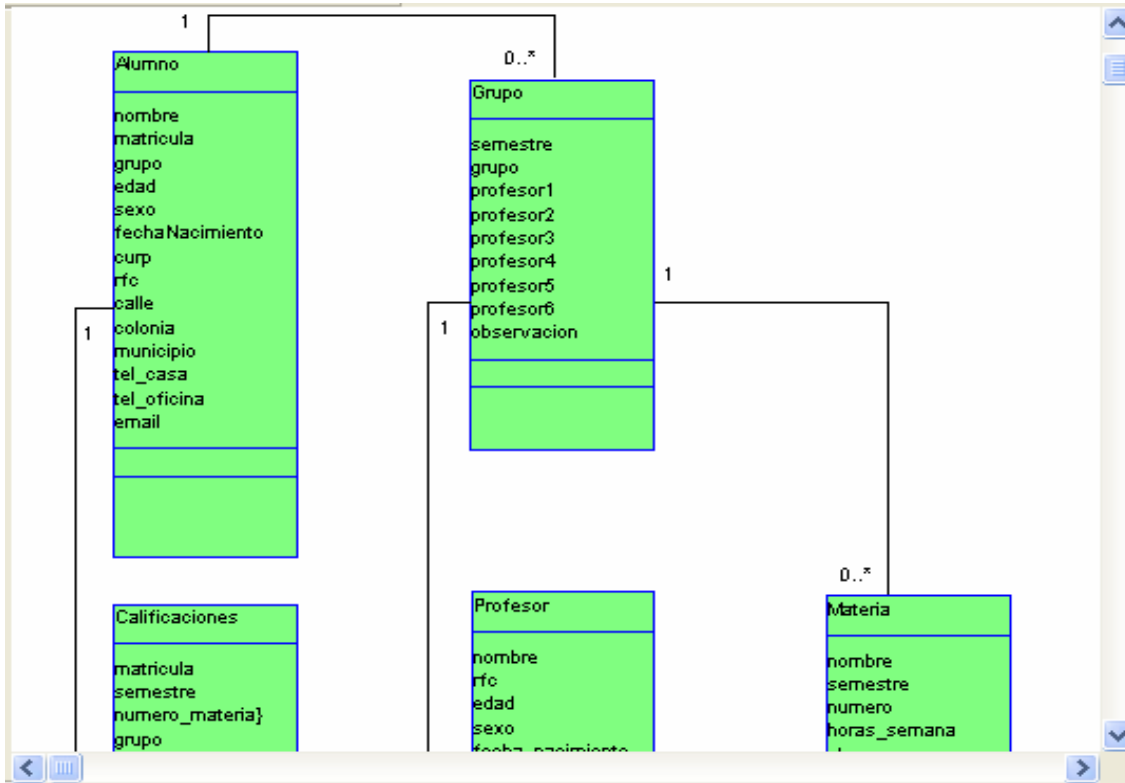 1
0..*
Alumno
nombre
matricula
grupo
edad
sexo
fechaNacimiento
curp
rfc
calle
colonia
municipio
tel_casa
tel_oficina
email
1
Grupo
semestre
grupo
profesor1
profesor2
profesor3
profesor4
profesor5
profesor6
observacion
1
1
0..*
Calificaciones
matricula
semestre
numero_materia}
grupo
Profesor
nombre
rfc
edad
sexo
fecha_nacimiento
Materia
nombre
semestre
numero
horas_semana